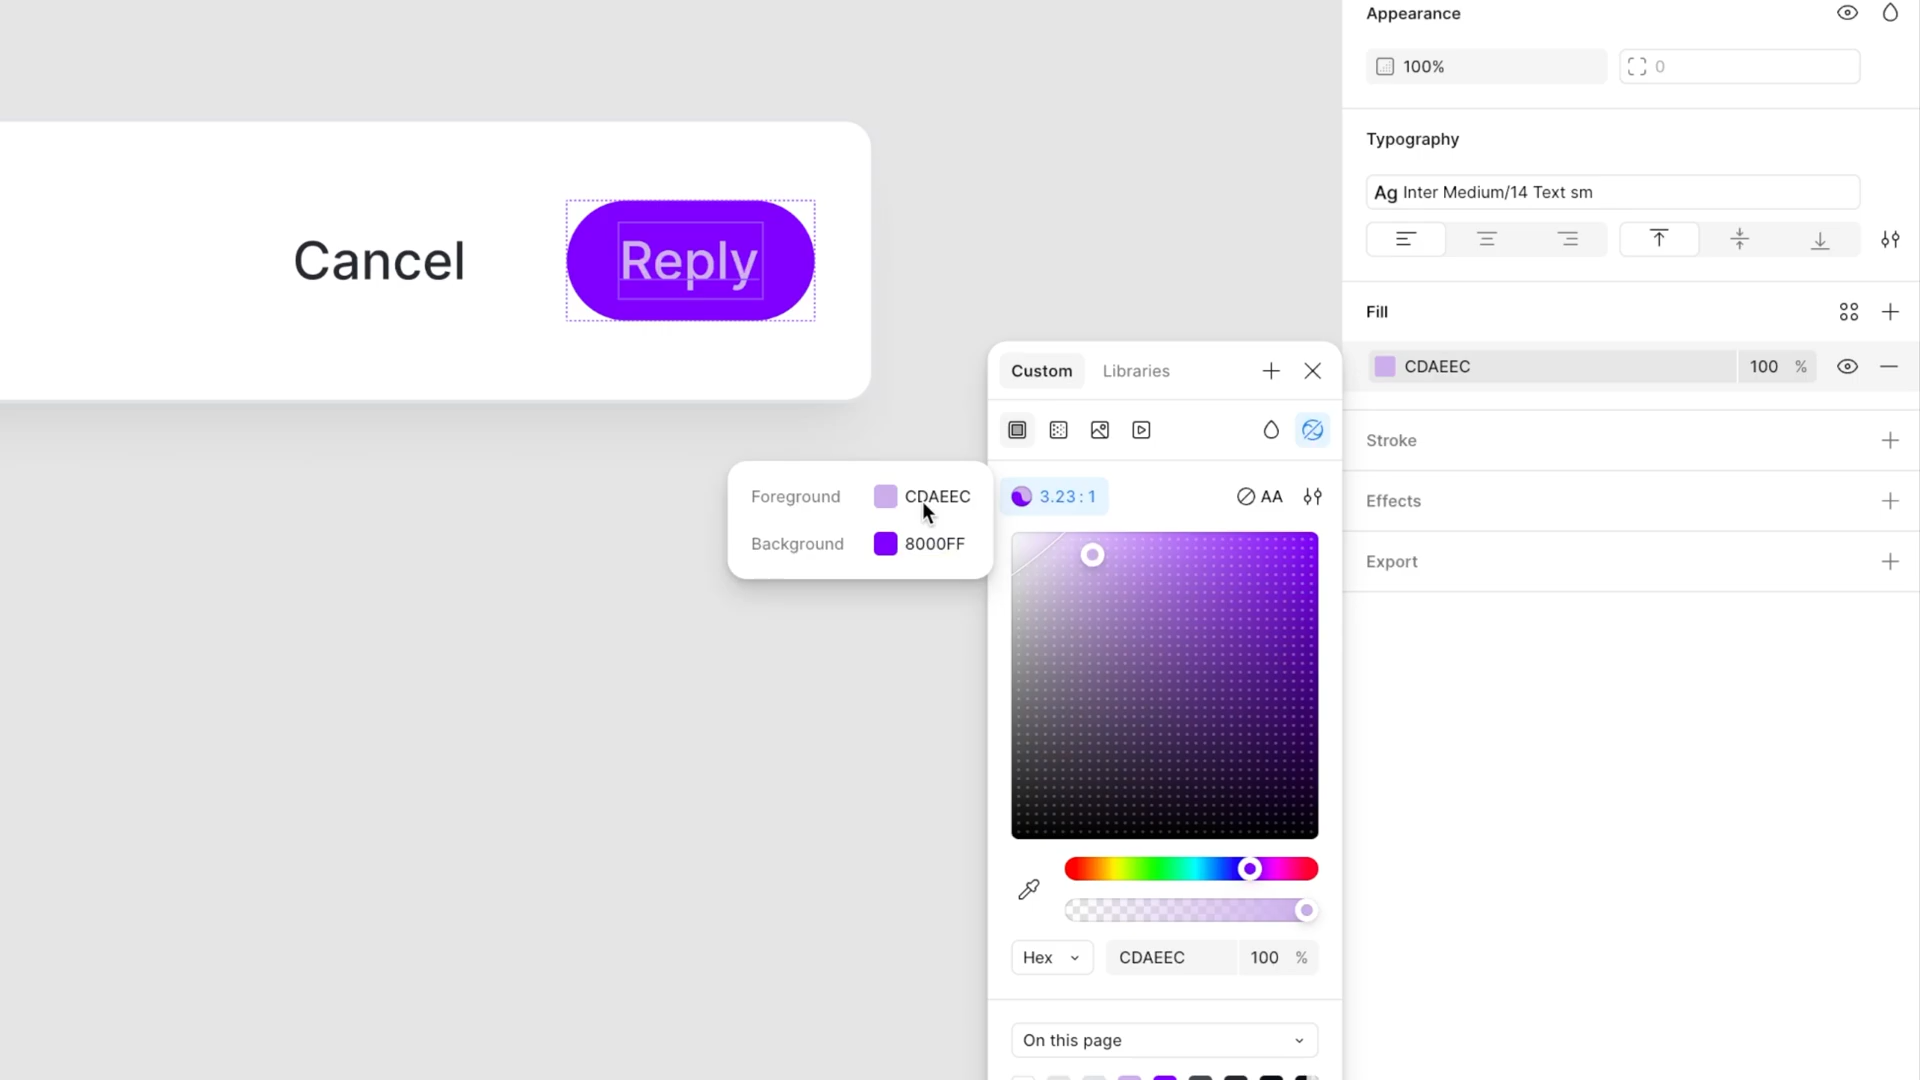 Appearance
100%
0
Typography
Ag Inter Medium/14 Text sm
Cancel
Reply
Fill
CDAEEC 100 %
Custom Libraries
Stroke
Foreground CDAEEC
3.23 : 1 AA
Effects
Background 8000FF
Export
Hex CDAEEC 100 %
On this page